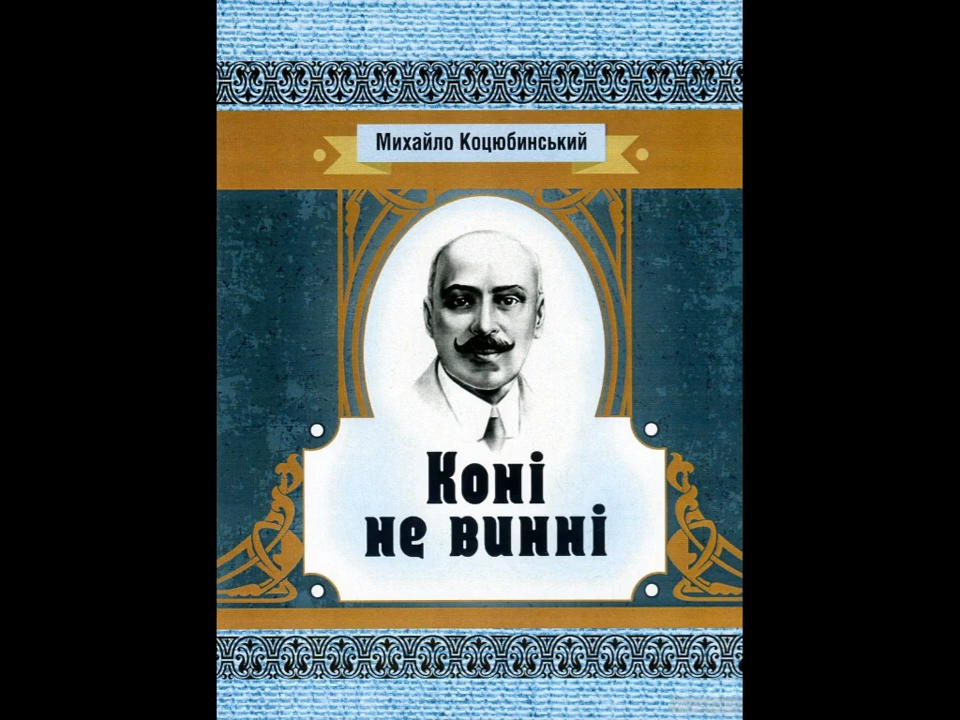 Михайло Коцюбинський
Коні
не винні